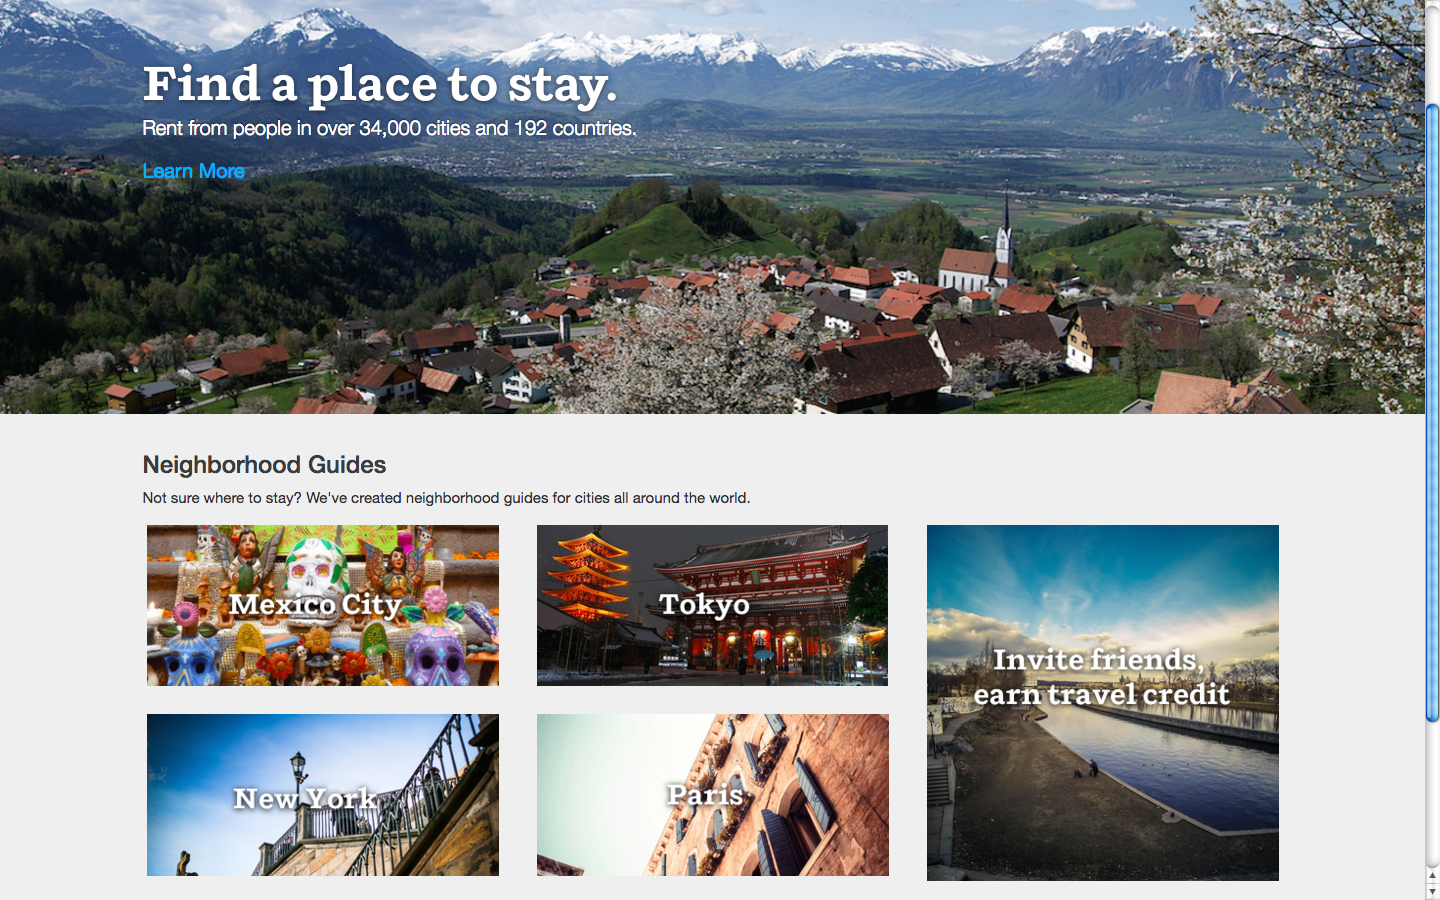 Find a place to stay.
Rent from people in over 34,000 cities and 192 countries.
Learn More
Neighborhood Guides
Not sure where to stay? We've created neighborhood guides for cities all around the world.
Mexico City
Tokyo
Invite friends,
earn travel credit
New York
Paris